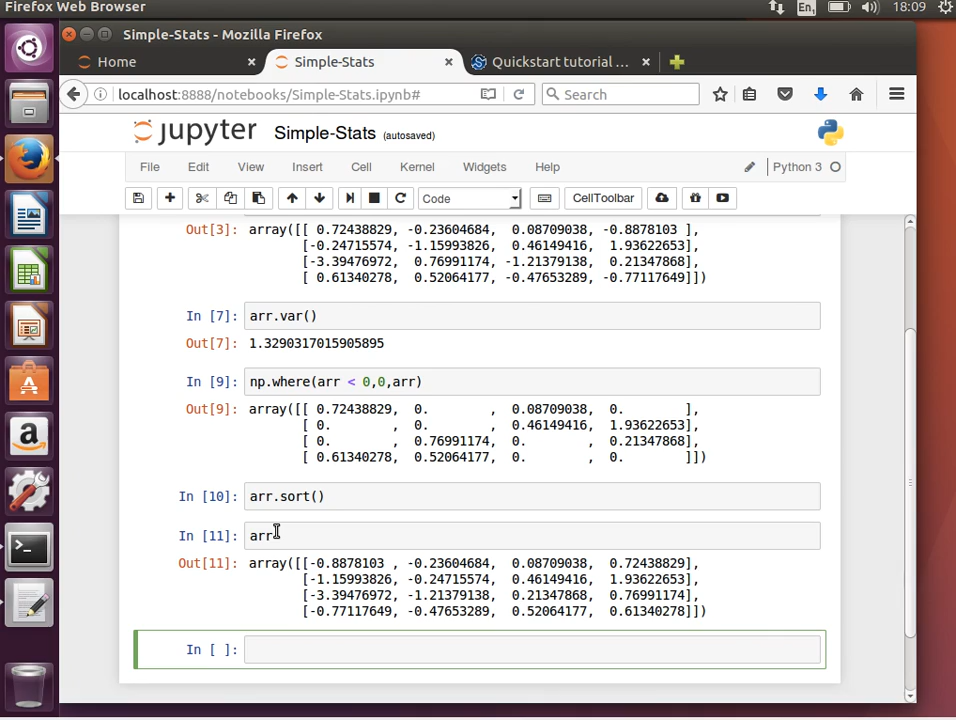 Firefox Web Browser
En1
18:09
Simple-Stats - Mozilla Firefox
Home
Simple-Stats
Quickstart tutorial ...
localhost:8888/notebooks/Simple-Stats.ipynb#
Search
jupyter Simple-Stats (autosaved)
File Edit View Insert Cell Kernel Widgets Help Python 3
Code CellToolbar
Out[3]: array([[ 0.72438829, -0.23604684, 0.08709038, -0.8878103 ],
[-0.24715574, -1.15993826, 0.46149416, 1.93622653],
[-3.39476972, 0.76991174, -1.21379138, 0.21347868],
[ 0.61340278, 0.52064177, -0.47653289, -0.77117649]])
In [7]: arr.var()
Out[7]: 1.3290317015905895
In [9]: np.where(arr < 0,0,arr)
Out[9]: array([[ 0.72438829, 0. , 0.08709038, 0. ],
[ 0. , 0. , 0.46149416, 1.93622653],
[ 0. , 0.76991174, 0. , 0.21347868],
[ 0.61340278, 0.52064177, 0. , 0. ]])
In [10]: arr.sort()
In [11]: arr
Out[11]: array([[-0.8878103 , -0.23604684, 0.08709038, 0.72438829],
[-1.15993826, -0.24715574, 0.46149416, 1.93622653],
[-3.39476972, -1.21379138, 0.21347868, 0.76991174],
[-0.77117649, -0.47653289, 0.52064177, 0.61340278]])
In [ ]: